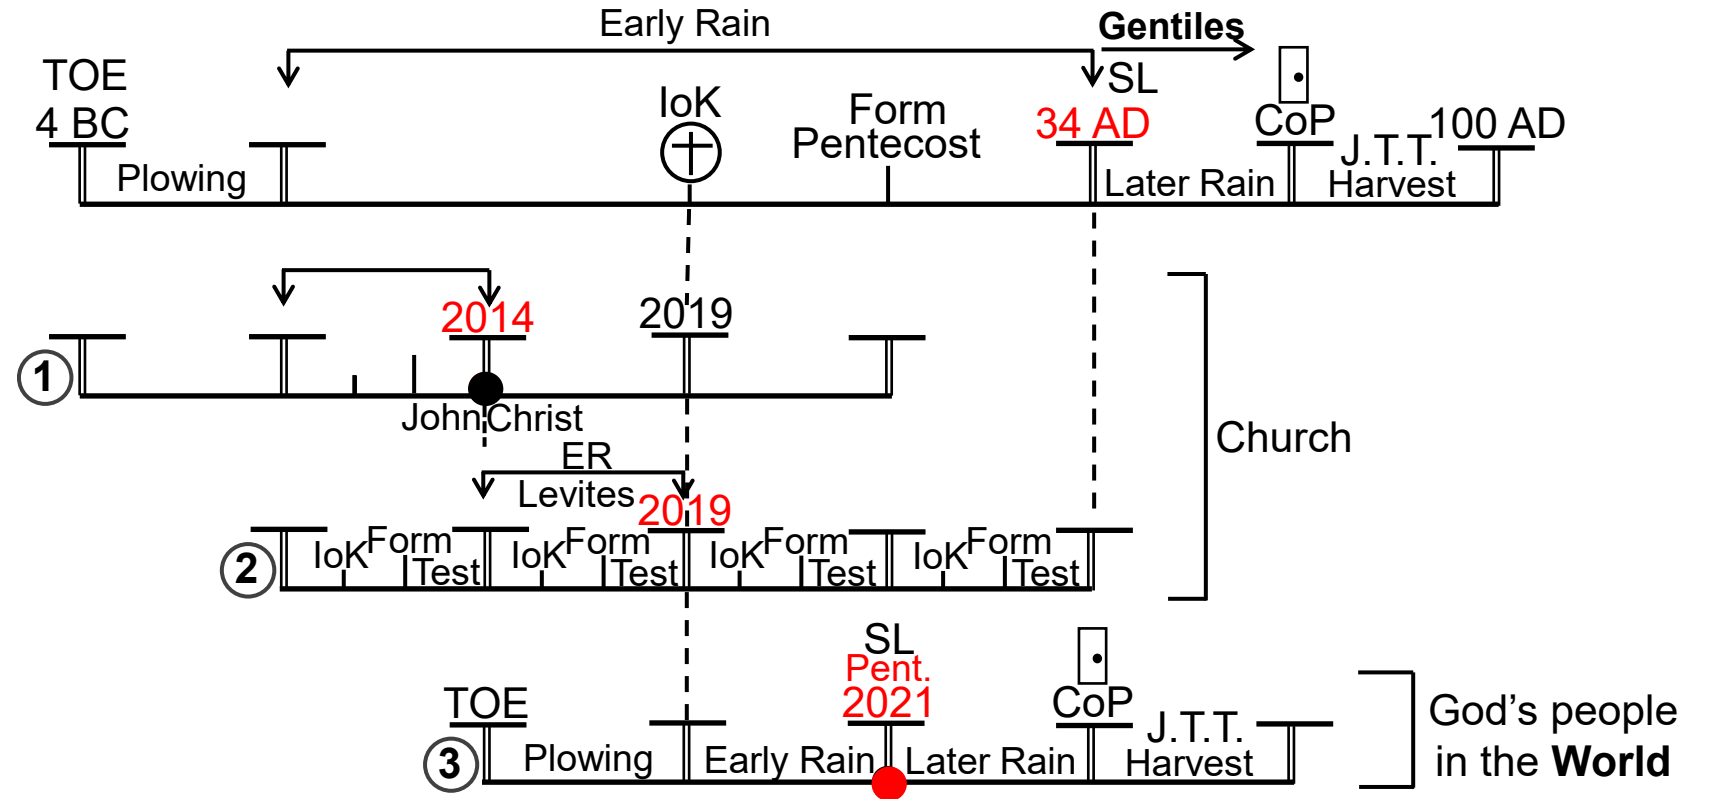 Early Rain
Gentiles
TOE
SL
4 BC
IoK
Form
Pentecost
34 AD
CoP
100 AD
Plowing
Later Rain
J.T.T.
Harvest
2014
2019
1
John
Christ
Church
ER
Levites
2019
2
IoK
Form
Test
IoK
Form
Test
IoK
Form
Test
IoK
Form
Test
SL
Pent.
2021
TOE
CoP
J.T.T.
3
Plowing
Early Rain
Later Rain
Harvest
God's people
in the World